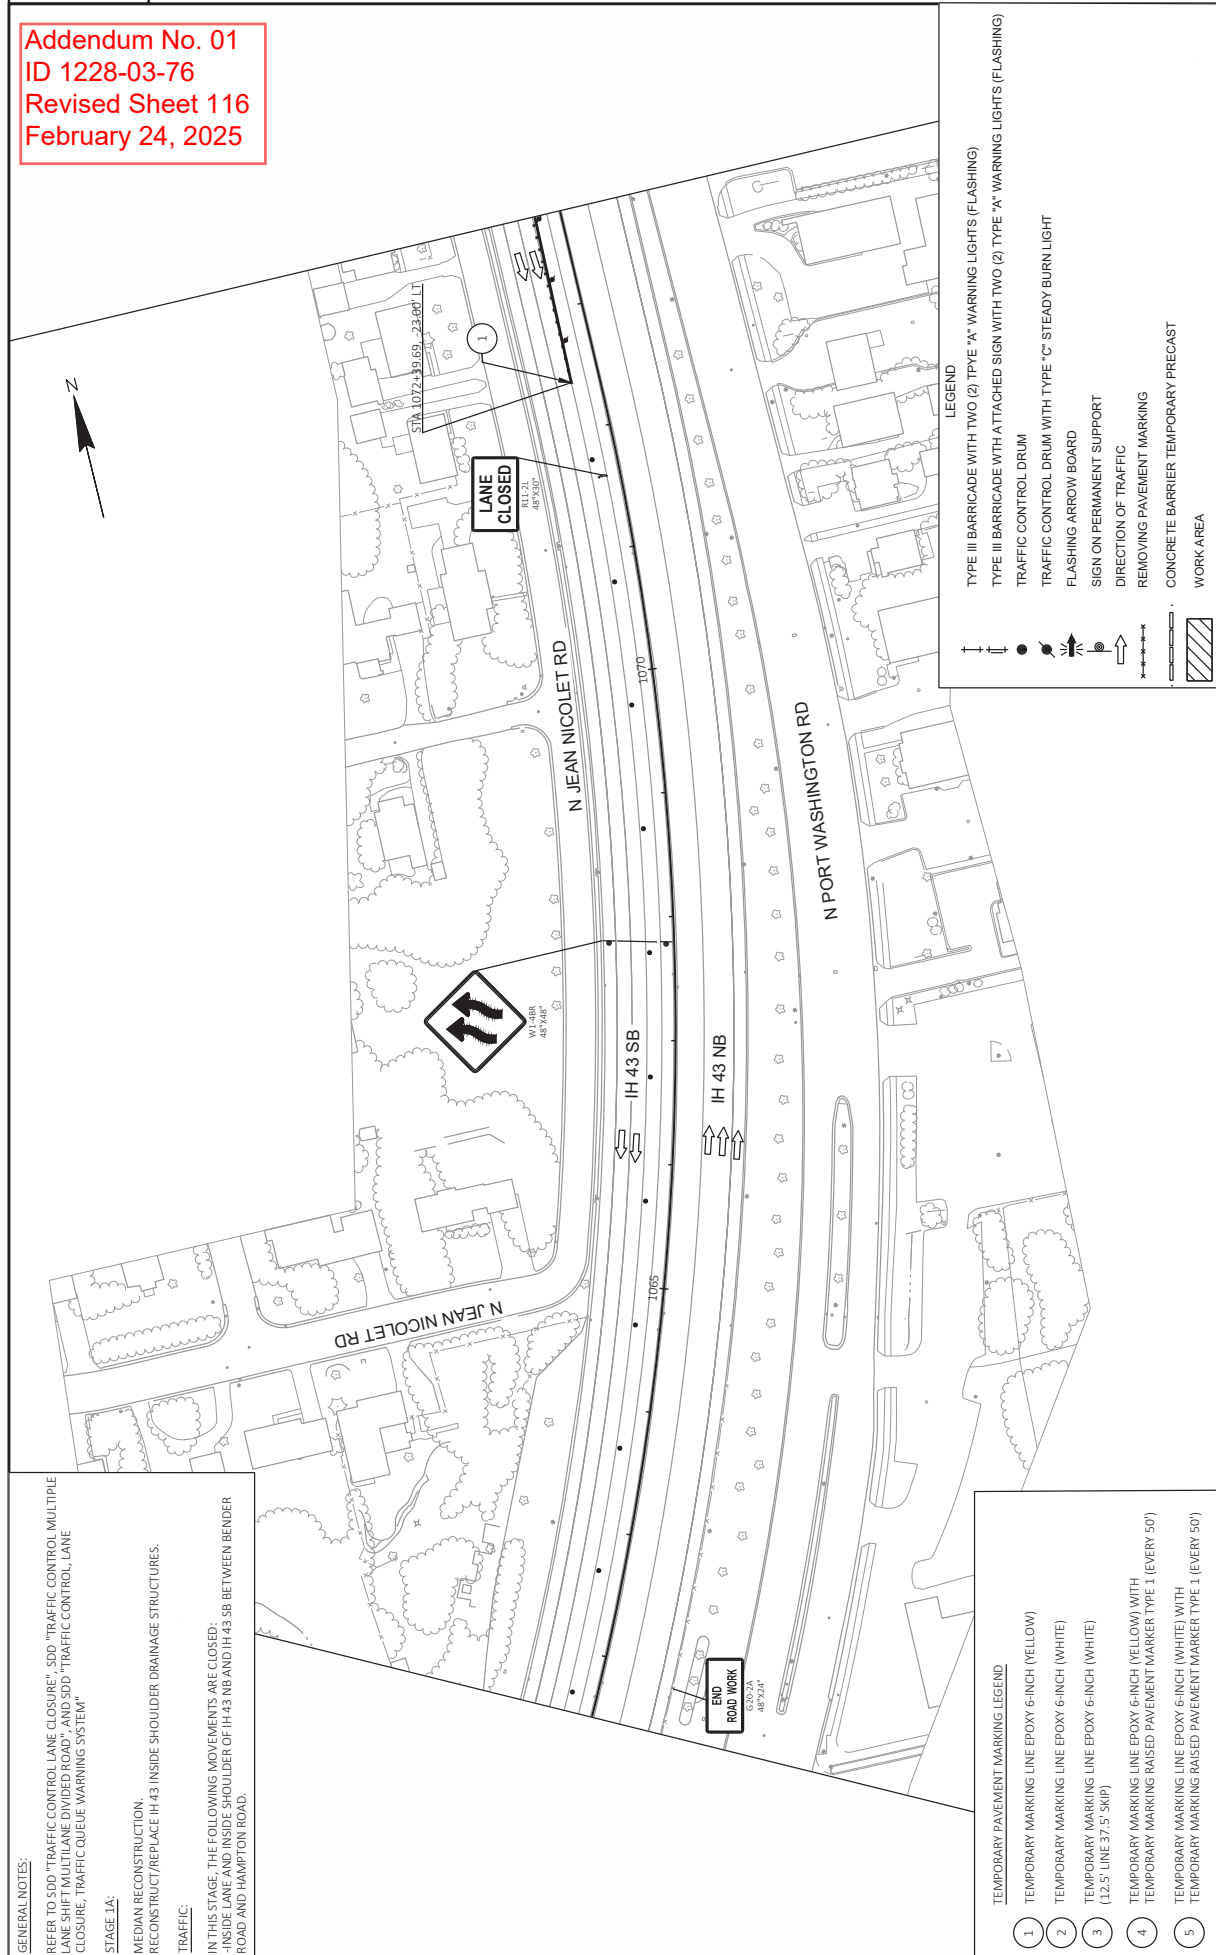 Addendum No. 01
ID 1228-03-76
Revised Sheet 116
February 24, 2025
N
STA 1072+39.69, -23.00' LT
1
LANE
CLOSED
R11-2L
48"X30"
1070
N JEAN NICOLET RD
N PORT WASHINGTON RD
W1-4BR
48"X48"
IH 43 SB
IH 43 NB
1065
N JEAN NICOLET RD
END
ROAD WORK
G20-2A
48"X24"
LEGEND
TYPE III BARRICADE WITH TWO (2) TPYE "A" WARNING LIGHTS (FLASHING)
TYPE III BARRICADE WITH ATTACHED SIGN WITH TWO (2) TYPE "A" WARNING LIGHTS (FLASHING)
TRAFFIC CONTROL DRUM
TRAFFIC CONTROL DRUM WITH TYPE "C" STEADY BURN LIGHT
FLASHING ARROW BOARD
SIGN ON PERMANENT SUPPORT
DIRECTION OF TRAFFIC
REMOVING PAVEMENT MARKING
CONCRETE BARRIER TEMPORARY PRECAST
WORK AREA
GENERAL NOTES:
REFER TO SDD "TRAFFIC CONTROL LANE CLOSURE", SDD "TRAFFIC CONTROL MULTIPLE
LANE SHIFT MULTILANE DIVIDED ROAD", AND SDD "TRAFFIC CONTROL, LANE
CLOSURE, TRAFFIC QUEUE WARNING SYSTEM"
STAGE 1A:
MEDIAN RECONSTRUCTION.
RECONSTRUCT/REPLACE IH 43 INSIDE SHOULDER DRAINAGE STRUCTURES.
TRAFFIC:
IN THIS STAGE, THE FOLLOWING MOVEMENTS ARE CLOSED:
-INSIDE LANE AND INSIDE SHOULDER OF IH 43 NB AND IH 43 SB BETWEEN BENDER
ROAD AND HAMPTON ROAD.
TEMPORARY PAVEMENT MARKING LEGEND
1 TEMPORARY MARKING LINE EPOXY 6-INCH (YELLOW)
2 TEMPORARY MARKING LINE EPOXY 6-INCH (WHITE)
3 TEMPORARY MARKING LINE EPOXY 6-INCH (WHITE)
(12.5' LINE 37.5' SKIP)
4 TEMPORARY MARKING LINE EPOXY 6-INCH (YELLOW) WITH
TEMPORARY MARKING RAISED PAVEMENT MARKER TYPE 1 (EVERY 50')
5 TEMPORARY MARKING LINE EPOXY 6-INCH (WHITE) WITH
TEMPORARY MARKING RAISED PAVEMENT MARKER TYPE 1 (EVERY 50')